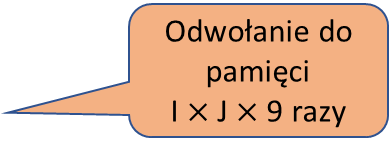 Odwołanie do
pamięci
I × J × 9 razy